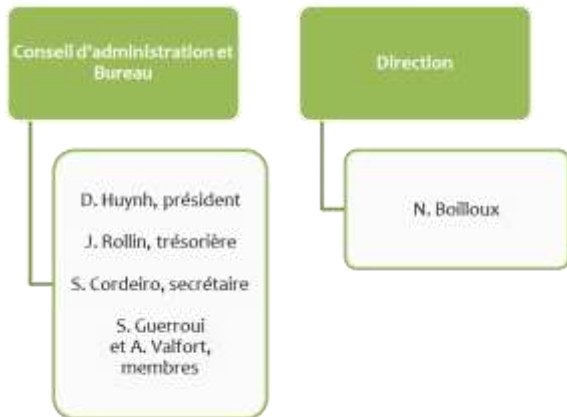 Conseil d'administration et
Bureau
D. Huynh, président
J. Rollin, trésorière
S. Cordeiro, secrétaire
S. Guerroui
et A. Valfort,
membres
Direction
N. Boilloux